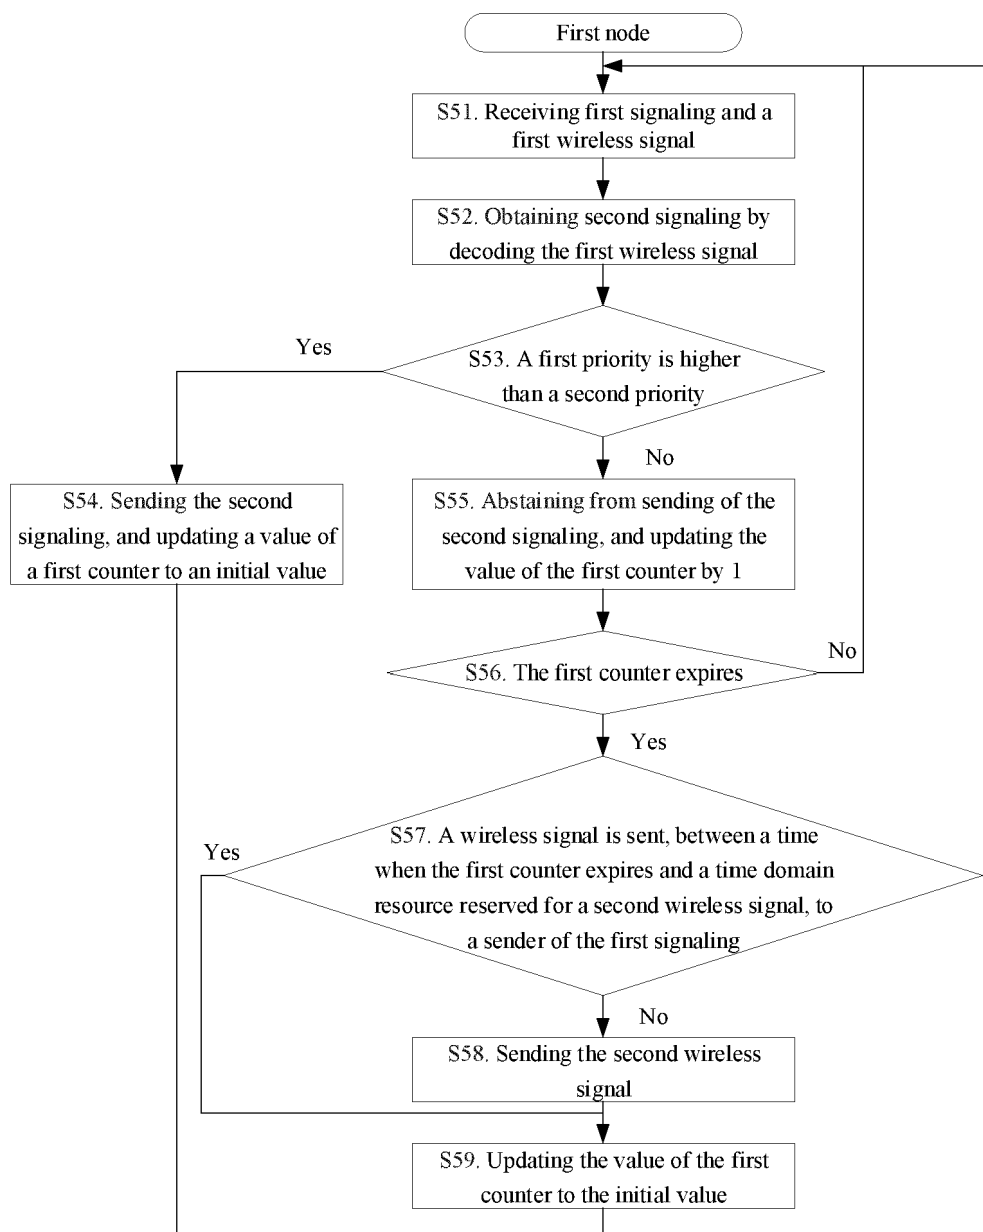 First node
S51. Receiving first signaling and a
first wireless signal
S52. Obtaining second signaling by
decoding the first wireless signal
Yes
S53. A first priority is higher
than a second priority
No
S54. Sending the second
signaling, and updating a value of
a first counter to an initial value
S55. Abstaining from sending of the
second signaling, and updating the
value of the first counter by 1
No
S56. The first counter expires
Yes
Yes
S57. A wireless signal is sent, between a time
when the first counter expires and a time domain
resource reserved for a second wireless signal, to
a sender of the first signaling
No
S58. Sending the second wireless
signal
S59. Updating the value of the first
counter to the initial value